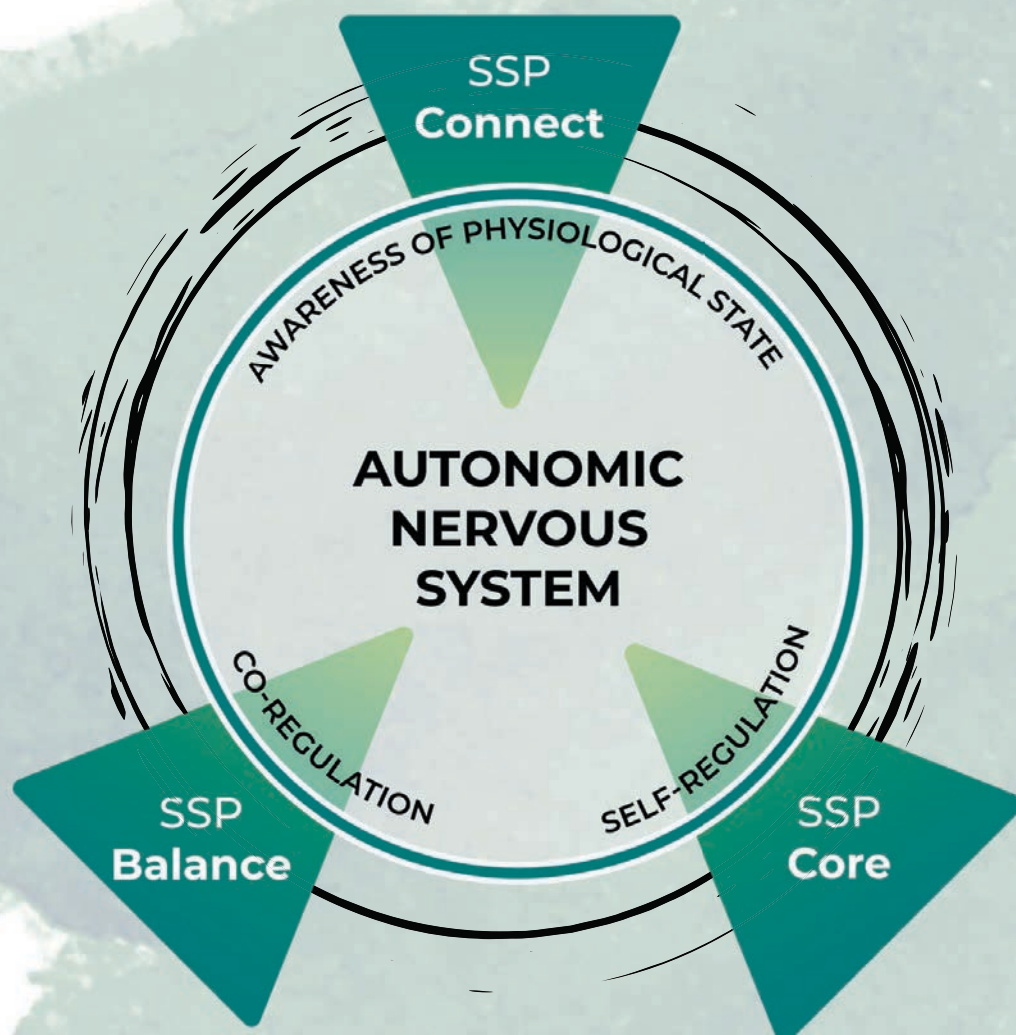 SSP
Connect
AWARENESS OF PHYSIOLOGICAL STATE
AUTONOMIC
NERVOUS
SYSTEM
CO-REGULATION
SELF-REGULATION
SSP
Balance
SSP
Core